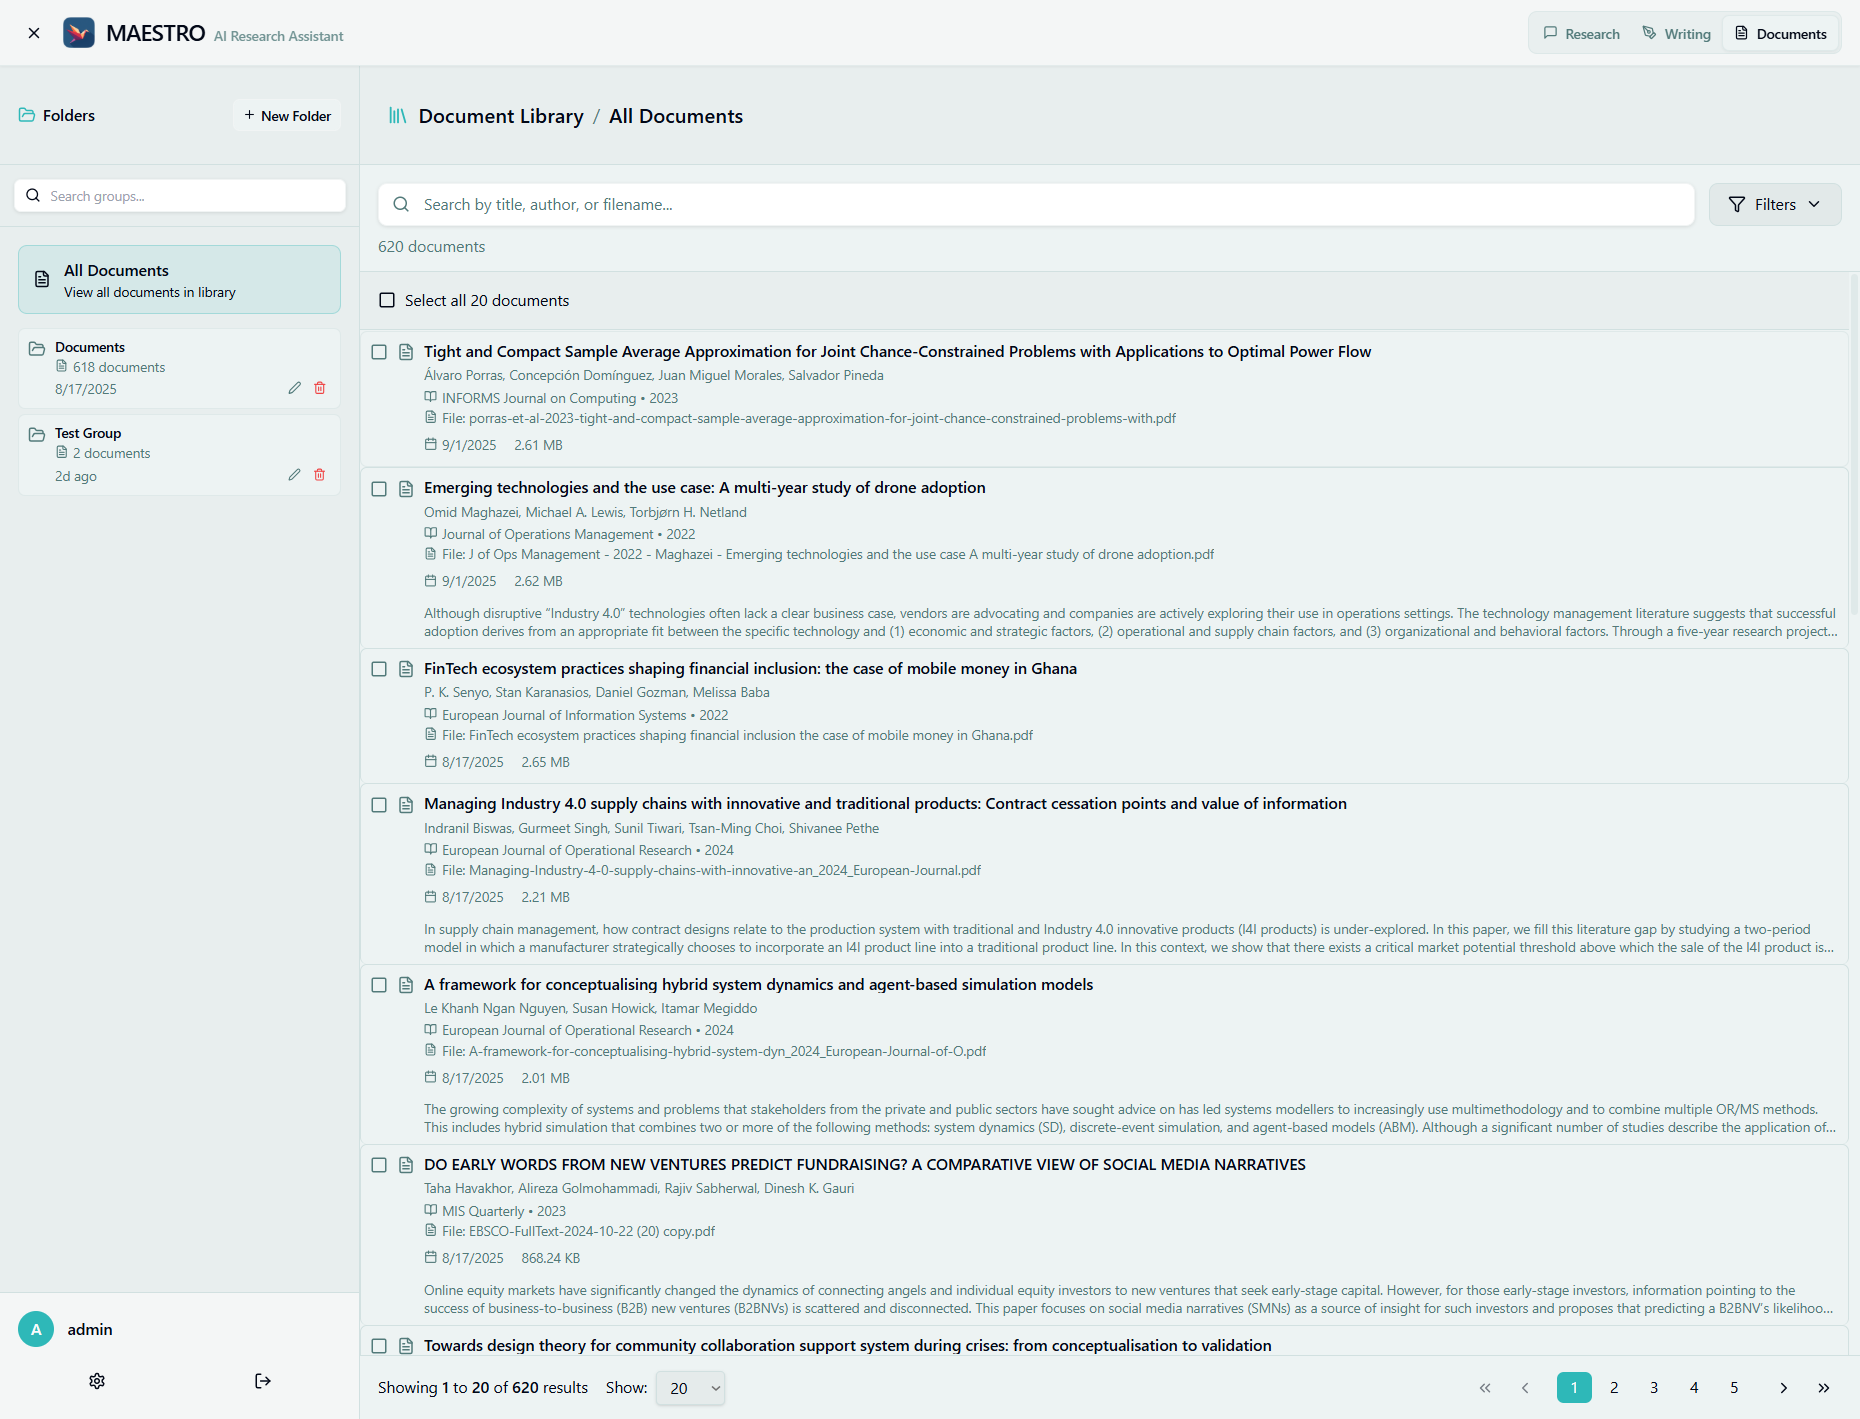 MAESTRO AI Research Assistant
Research
Writing
Documents
Folders
+ New Folder
Search groups...
All Documents
View all documents in library
Documents
618 documents
8/17/2025
Test Group
2 documents
2d ago
A
admin
Document Library / All Documents
Search by title, author, or filename...
Filters
620 documents
Select all 20 documents
Tight and Compact Sample Average Approximation for Joint Chance-Constrained Problems with Applications to Optimal Power Flow
Álvaro Porras, Concepción Domínguez, Juan Miguel Morales, Salvador Pineda
INFORMS Journal on Computing • 2023
File: porras-et-al-2023-tight-and-compact-sample-average-approximation-for-joint-chance-constrained-problems-with.pdf
9/1/2025 2.61 MB
Emerging technologies and the use case: A multi-year study of drone adoption
Omid Maghazei, Michael A. Lewis, Torbjørn H. Netland
Journal of Operations Management • 2022
File: J of Ops Management - 2022 - Maghazei - Emerging technologies and the use case A multi-year study of drone adoption.pdf
9/1/2025 2.62 MB
Although disruptive “Industry 4.0” technologies often lack a clear business case, vendors are advocating and companies are actively exploring their use in operations settings. The technology management literature suggests that successful
adoption derives from an appropriate fit between the specific technology and (1) economic and strategic factors, (2) operational and supply chain factors, and (3) organizational and behavioral factors. Through a five-year research project...
FinTech ecosystem practices shaping financial inclusion: the case of mobile money in Ghana
P. K. Senyo, Stan Karanasios, Daniel Gozman, Melissa Baba
European Journal of Information Systems • 2022
File: FinTech ecosystem practices shaping financial inclusion the case of mobile money in Ghana.pdf
8/17/2025 2.65 MB
Managing Industry 4.0 supply chains with innovative and traditional products: Contract cessation points and value of information
Indranil Biswas, Gurmeet Singh, Sunil Tiwari, Tsan-Ming Choi, Shivanee Pethe
European Journal of Operational Research • 2024
File: Managing-Industry-4-0-supply-chains-with-innovative-an_2024_European-Journal.pdf
8/17/2025 2.21 MB
In supply chain management, how contract designs relate to the production system with traditional and Industry 4.0 innovative products (I4I products) is under-explored. In this paper, we fill this literature gap by studying a two-period
model in which a manufacturer strategically chooses to incorporate an I4I product line into a traditional product line. In this context, we show that there exists a critical market potential threshold above which the sale of the I4I product is...
A framework for conceptualising hybrid system dynamics and agent-based simulation models
Le Khanh Ngan Nguyen, Susan Howick, Itamar Megiddo
European Journal of Operational Research • 2024
File: A-framework-for-conceptualising-hybrid-system-dyn_2024_European-Journal-of-O.pdf
8/17/2025 2.01 MB
The growing complexity of systems and problems that stakeholders from the private and public sectors have sought advice on has led systems modellers to increasingly use multimethodology and to combine multiple OR/MS methods.
This includes hybrid simulation that combines two or more of the following methods: system dynamics (SD), discrete-event simulation, and agent-based models (ABM). Although a significant number of studies describe the application of...
DO EARLY WORDS FROM NEW VENTURES PREDICT FUNDRAISING? A COMPARATIVE VIEW OF SOCIAL MEDIA NARRATIVES
Taha Havakhor, Alireza Golmohammadi, Rajiv Sabherwal, Dinesh K. Gauri
MIS Quarterly • 2023
File: EBSCO-FullText-2024-10-22 (20) copy.pdf
8/17/2025 868.24 KB
Online equity markets have significantly changed the dynamics of connecting angels and individual equity investors to new ventures that seek early-stage capital. However, for those early-stage investors, information pointing to the
success of business-to-business (B2B) new ventures (B2BNVs) is scattered and disconnected. This paper focuses on social media narratives (SMNs) as a source of insight for such investors and proposes that predicting a B2BNV's likelihoo...
Towards design theory for community collaboration support system during crises: from conceptualisation to validation
Showing 1 to 20 of 620 results Show: 20
« ‹ 1 2 3 4 5 › »